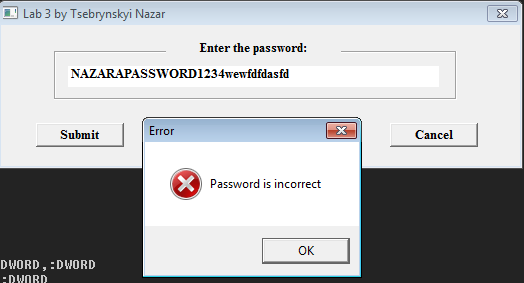 Lab 3 by Tsebrynskyi Nazar
Enter the password:
NAZARAPASSWORD1234wewfdfdasfd
Submit
Cancel
Error
Password is incorrect
OK
DWORD,:DWORD
:DWORD